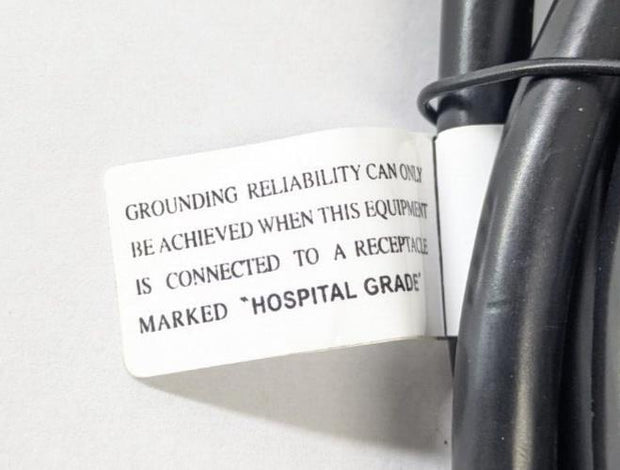 GROUNDING RELIABILITY CAN ONLY
BE ACHIEVED WHEN THIS EQUIPMENT
IS CONNECTED TO A RECEPTACLE
MARKED "HOSPITAL GRADE"